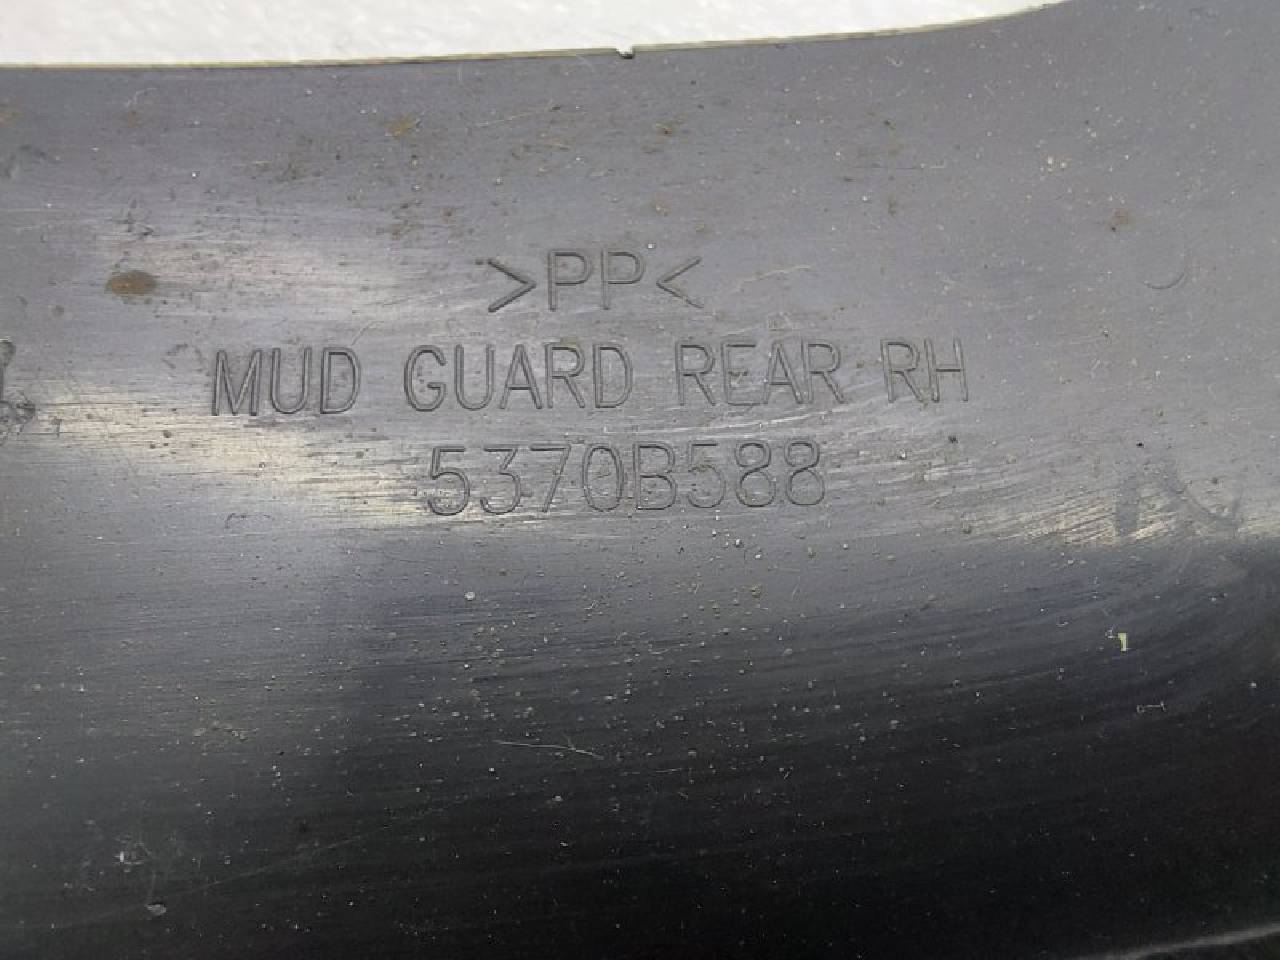 >PP<
MUD GUARD REAR RH
5370B588